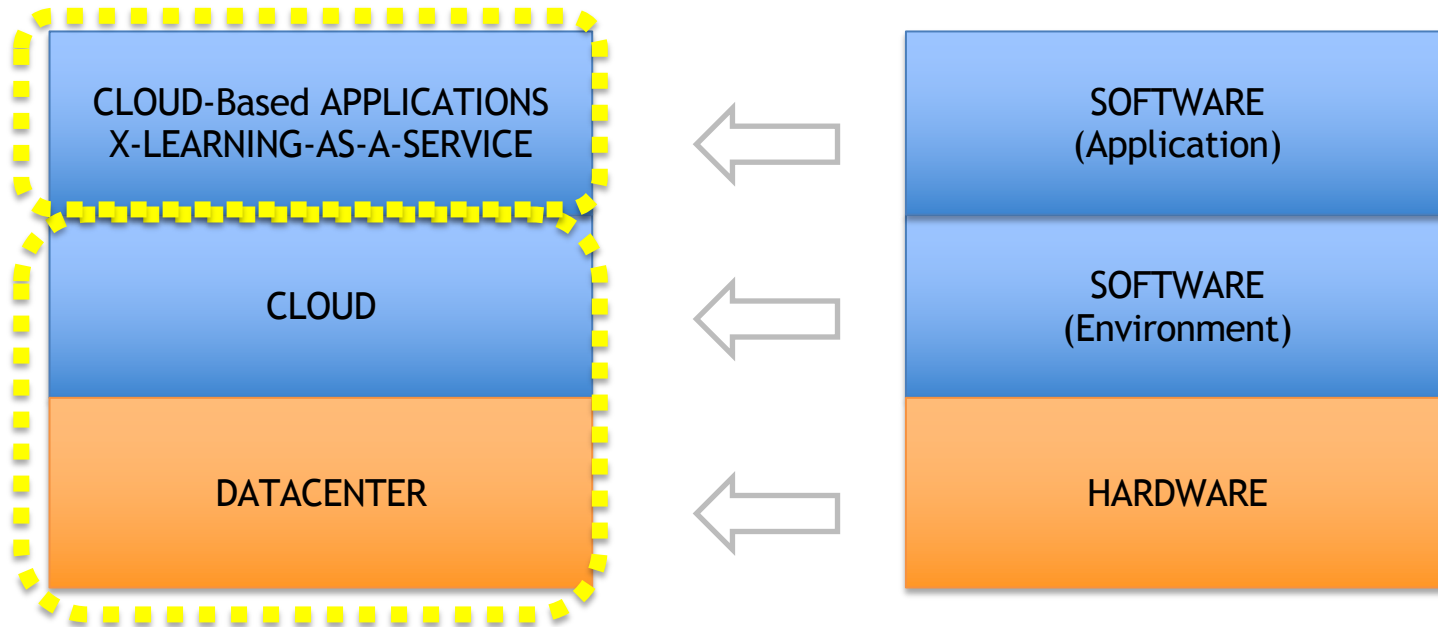 CLOUD-Based APPLICATIONS
X-LEARNING-AS-A-SERVICE
CLOUD
DATACENTER
SOFTWARE
(Application)
SOFTWARE
(Environment)
HARDWARE